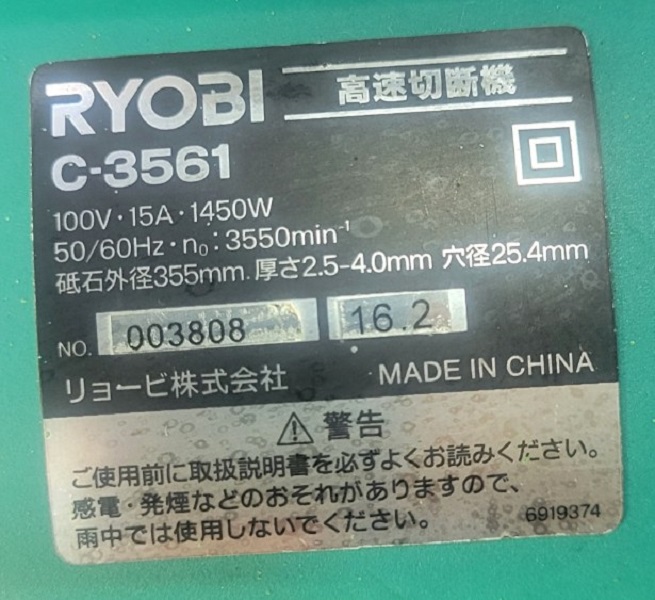 RYOBI 高速切断機
C-3561
100V・15A・1450W
50/60Hz・n₀：3550min⁻¹
砥石外径355mm 厚さ2.5-4.0mm 穴径25.4mm
NO. 003808 16.2
リョービ株式会社 MADE IN CHINA
警告
ご使用前に取扱説明書を必ずよくお読みください。
感電・発煙などのおそれがありますので、
雨中では使用しないでください。 6919374